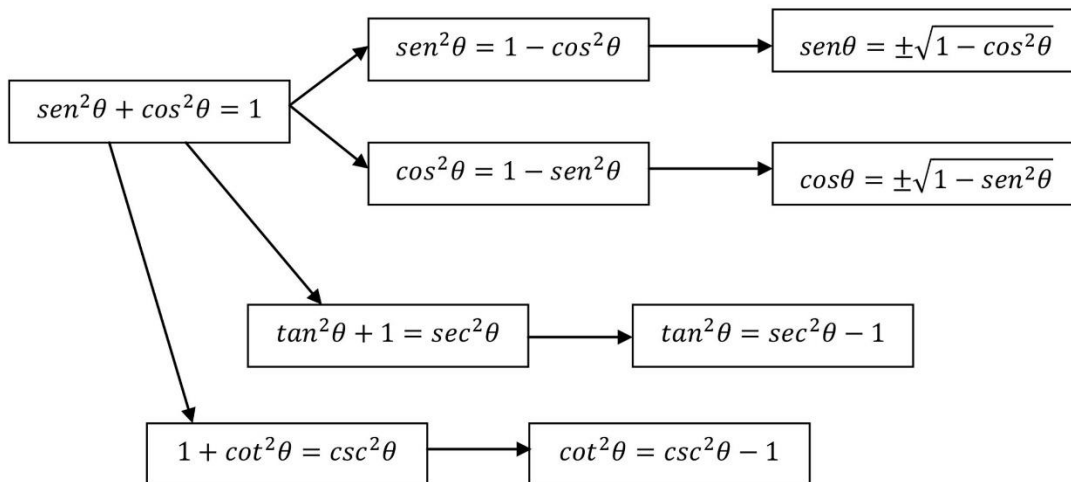 sen²θ + cos²θ = 1
sen²θ = 1 − cos²θ
senθ = ±√1 − cos²θ
cos²θ = 1 − sen²θ
cosθ = ±√1 − sen²θ
tan²θ + 1 = sec²θ
tan²θ = sec²θ − 1
1 + cot²θ = csc²θ
cot²θ = csc²θ − 1